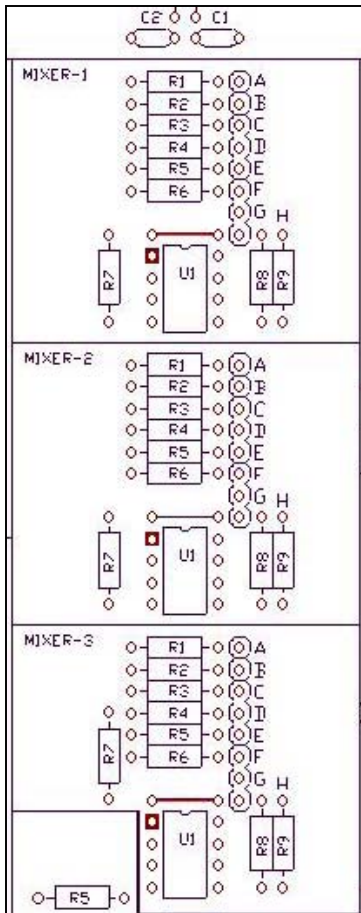 C2 C1
MIXER-1
R1 A
R2 B
R3 C
R4 D
R5 E
R6 F
G H
R7 U1 R8 R9
MIXER-2
R1 A
R2 B
R3 C
R4 D
R5 E
R6 F
G H
R7 U1 R8 R9
MIXER-3
R1 A
R2 B
R3 C
R4 D
R5 E
R7 R6 F
G H
U1 R8 R9
R5